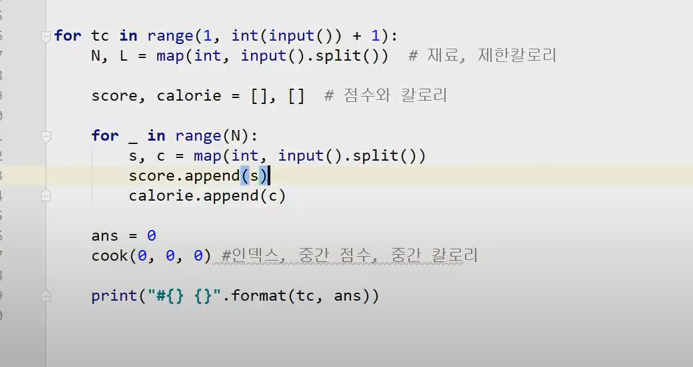 for tc in range(1, int(input()) + 1):
N, L = map(int, input().split())  # 재료, 제한칼로리
score, calorie = [], []  # 점수와 칼로리
for _ in range(N):
s, c = map(int, input().split())
score.append(s)
calorie.append(c)
ans = 0
cook(0, 0, 0) #인덱스, 중간 점수, 중간 칼로리
print("#{} {}".format(tc, ans))